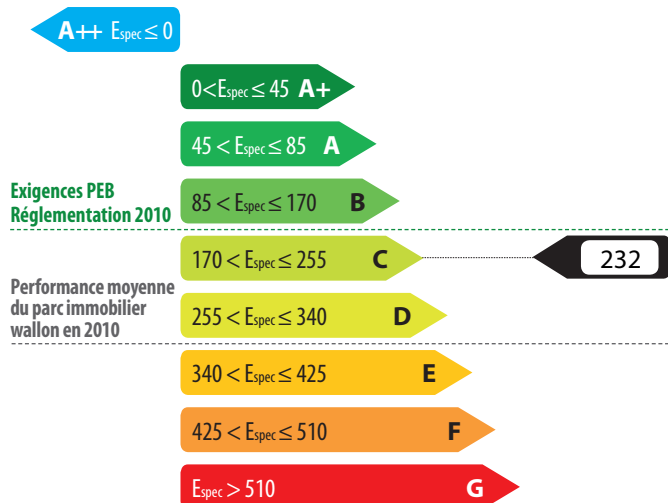 A++ Espec ≤ 0
0<Espec ≤ 45 A+
45 < Espec ≤ 85 A
Exigences PEB
Réglementation 2010
85 < Espec ≤ 170 B
170 < Espec ≤ 255 C
232
Performance moyenne
du parc immobilier
wallon en 2010
255 < Espec ≤ 340 D
340 < Espec ≤ 425 E
425 < Espec ≤ 510 F
Espec > 510 G